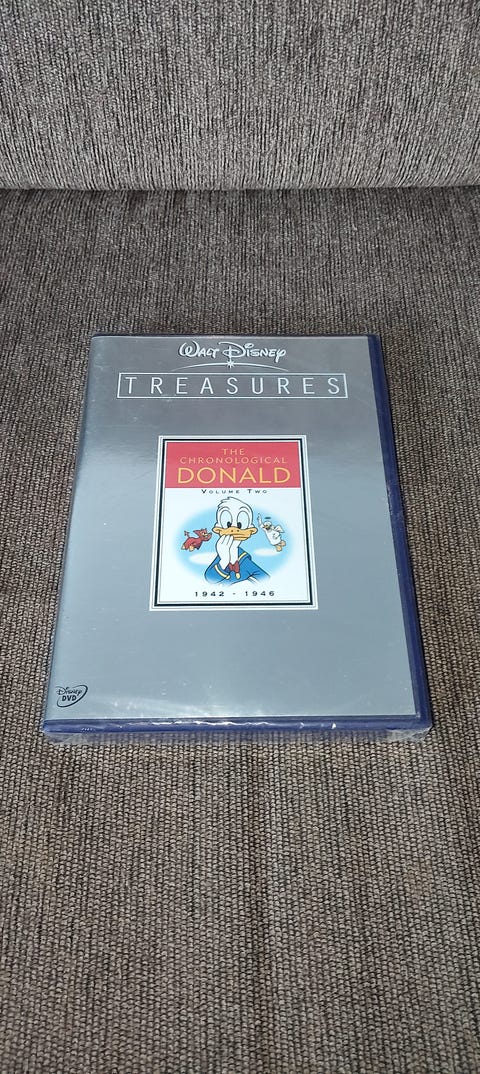 WALT DISNEY
TREASURES
THE
CHRONOLOGICAL
DONALD
VOLUME TWO
1942 - 1946
Disney
DVD